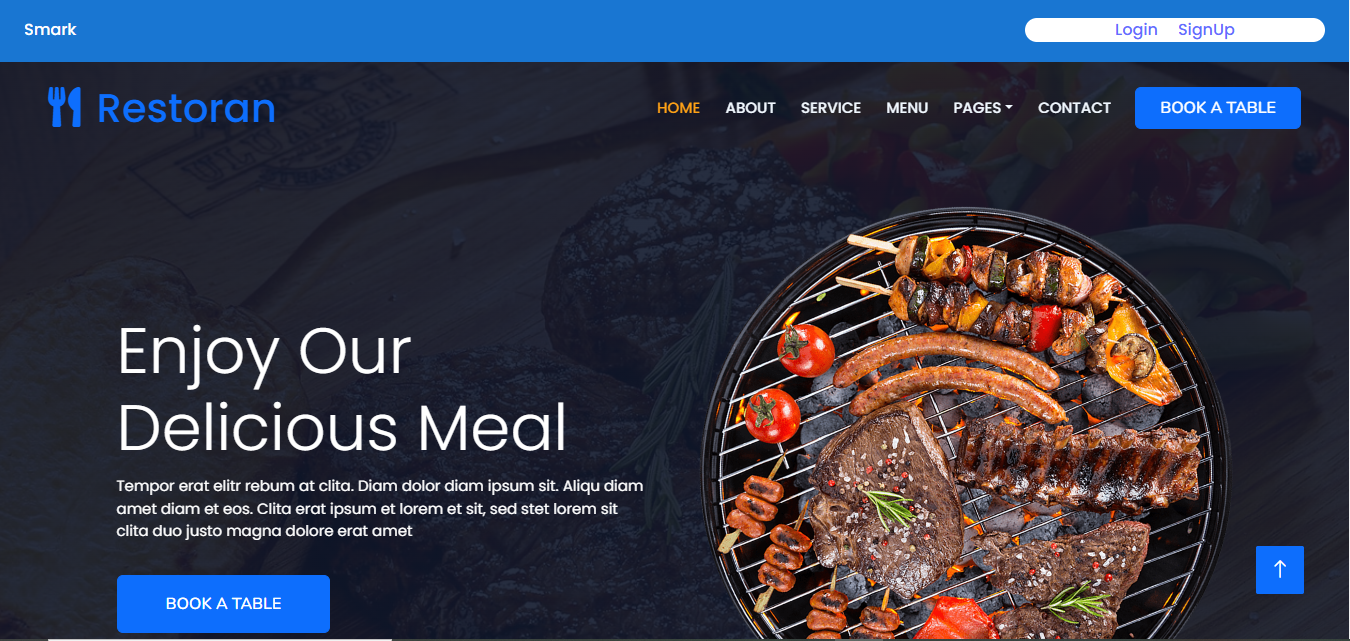 Smark
Login SignUp
Restoran
HOME ABOUT SERVICE MENU PAGES CONTACT BOOK A TABLE
Enjoy Our
Delicious Meal
Tempor erat elitr rebum at clita. Diam dolor diam ipsum sit. Aliqu diam
amet diam et eos. Clita erat ipsum et lorem et sit, sed stet lorem sit
clita duo justo magna dolore erat amet
BOOK A TABLE